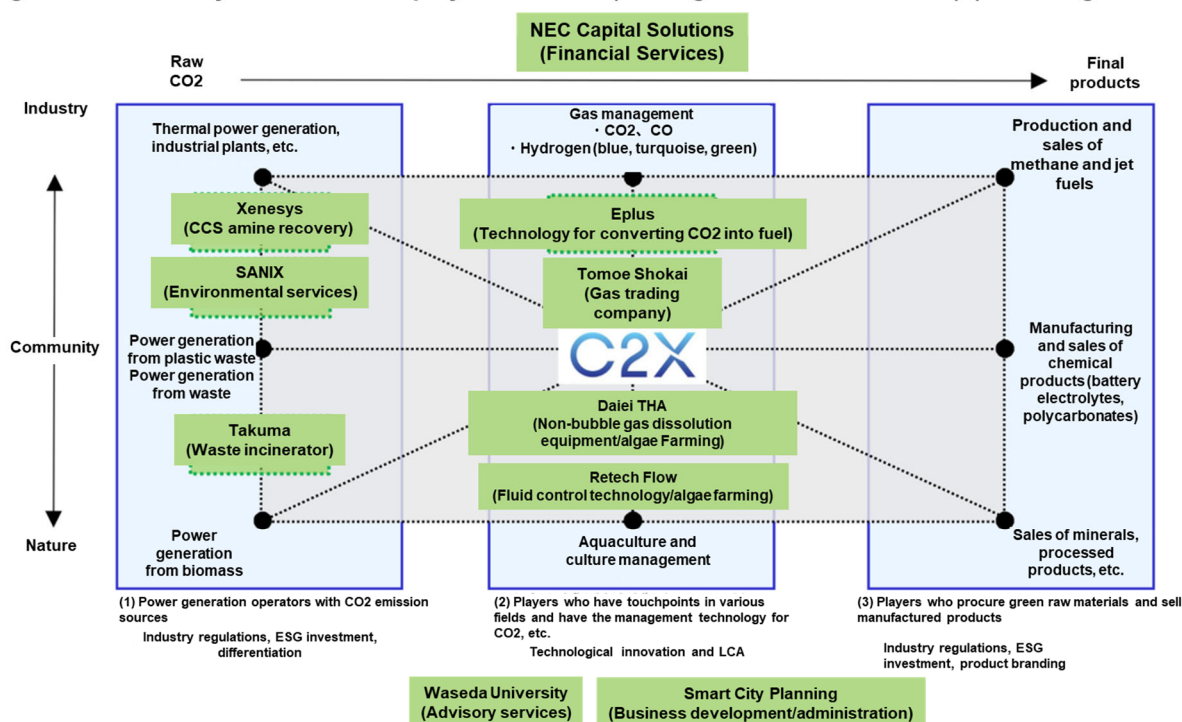 NEC Capital Solutions
(Financial Services)
Raw
CO2
Final
products
Industry
Community
Nature
Thermal power generation,
industrial plants, etc.
Xenesys
(CCS amine recovery)
SANIX
(Environmental services)
Power generation
from plastic waste
Power generation
from waste
Takuma
(Waste incinerator)
Power
generation
from biomass
(1) Power generation operators with CO2 emission
sources
Industry regulations, ESG investment,
differentiation
Gas management
・CO2、CO
・Hydrogen (blue, turquoise, green)
Eplus
(Technology for converting CO2 into fuel)
Tomoe Shokai
(Gas trading
company)
C2X
Daiei THA
(Non-bubble gas dissolution
equipment/algae Farming)
Retech Flow
(Fluid control technology/algae farming)
Aquaculture and
culture management
(2) Players who have touchpoints in various
fields and have the management technology for
CO2, etc.
Technological innovation and LCA
Production and
sales of
methane and jet
fuels
Manufacturing
and sales of
chemical
products (battery
electrolytes,
polycarbonates)
Sales of minerals,
processed
products, etc.
(3) Players who procure green raw materials and sell
manufactured products
Industry regulations, ESG
investment, product branding
Waseda University
(Advisory services)
Smart City Planning
(Business development/administration)